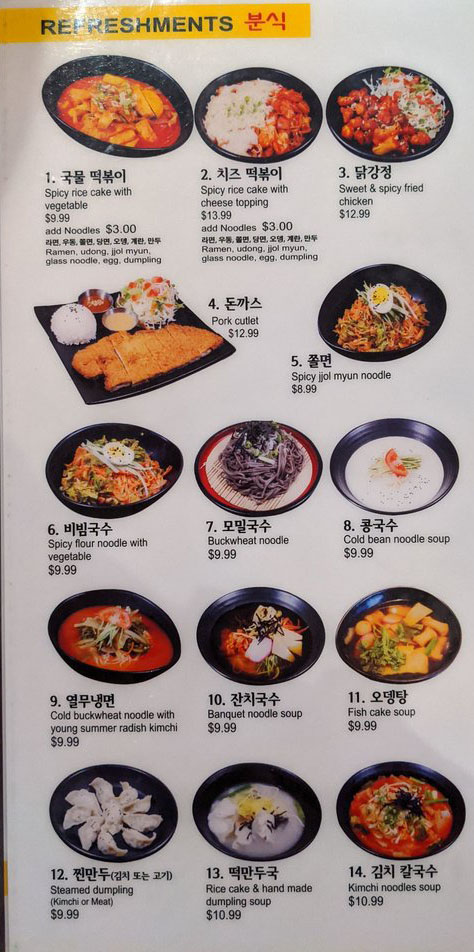 REFRESHMENTS 분식
1. 국물 떡볶이
Spicy rice cake with
vegetable
$9.99
add Noodles $3.00
라면, 우동, 쫄면, 당면, 오뎅, 계란, 만두
Ramen, udong, jjol myun,
glass noodle, egg, dumpling
2. 치즈 떡볶이
Spicy rice cake with
cheese topping
$13.99
add Noodles $3.00
라면, 우동, 쫄면, 당면, 오뎅, 계란, 만두
Ramen, udong, jjol myun,
glass noodle, egg, dumpling
3. 닭강정
Sweet & spicy fried
chicken
$12.99
4. 돈까스
Pork cutlet
$12.99
5. 쫄면
Spicy jjol myun noodle
$8.99
6. 비빔국수
Spicy flour noodle with
vegetable
$9.99
7. 모밀국수
Buckwheat noodle
$9.99
8. 콩국수
Cold bean noodle soup
$9.99
9. 열무냉면
Cold buckwheat noodle with
young summer radish kimchi
$9.99
10. 잔치국수
Banquet noodle soup
$9.99
11. 오뎅탕
Fish cake soup
$9.99
12. 찐만두(김치 또는 고기)
Steamed dumpling
(Kimchi or Meat)
$9.99
13. 떡만두국
Rice cake & hand made
dumpling soup
$10.99
14. 김치 칼국수
Kimchi noodles soup
$10.99